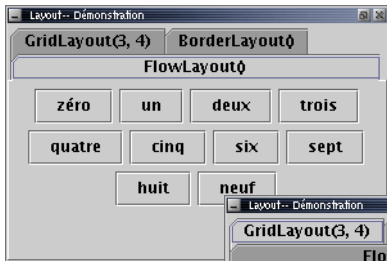 Layout-- Démonstration
GridLayout(3, 4) BorderLayout()
FlowLayout()
zéro un deux trois
quatre cinq six sept
huit neuf
Layout-- Démonstration
GridLayout(3, 4)
Flo